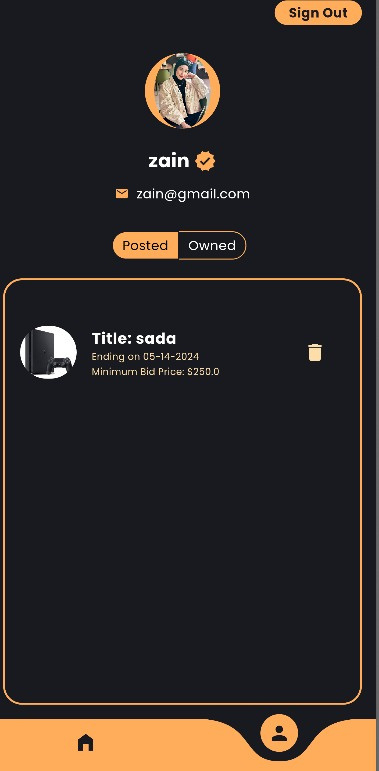 Sign Out
zain
zain@gmail.com
Posted Owned
Title: sada
Ending on 05-14-2024
Minimum Bid Price: $250.0